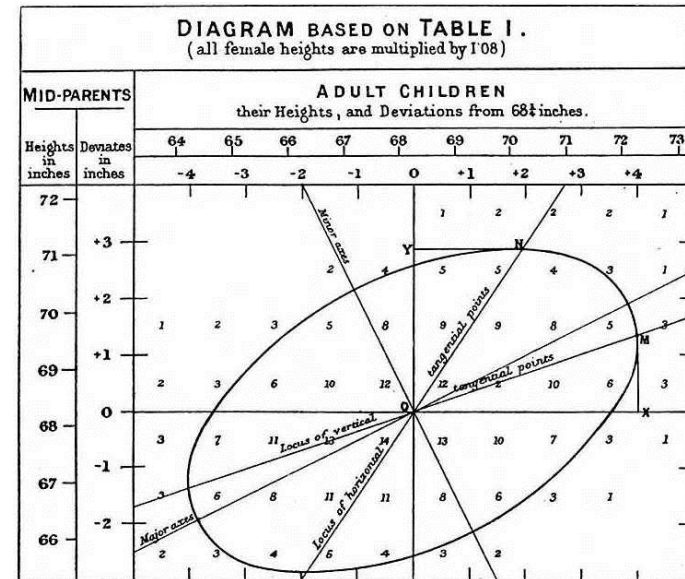 DIAGRAM BASED ON TABLE I.
(all female heights are multiplied by 1'08)
MID-PARENTS
ADULT CHILDREN
their Heights, and Deviations from 68¼ inches.
Heights in inches
Deviates in inches
64 65 66 67 68 69 70 71 72 73
-4 -3 -2 -1 0 +1 +2 +3 +4
72
1 2 2 2 1
Minor axes
+3
Y N
71
2 4 5 5 4 3 1
+2
70
1 2 3 5 8 9 9 8 5 3
tangential points
M
+1
tangential points
69
2 3 6 10 12 12 2 10 6 3
0
O X
68
Locus of vertical
3 7 11 13 14 13 10 7 3 1
-1
67
3 6 8 11 11 8 6 3 1
Locus of horizontal
Major axes
-2
66
2 3 4 6 4 3 2